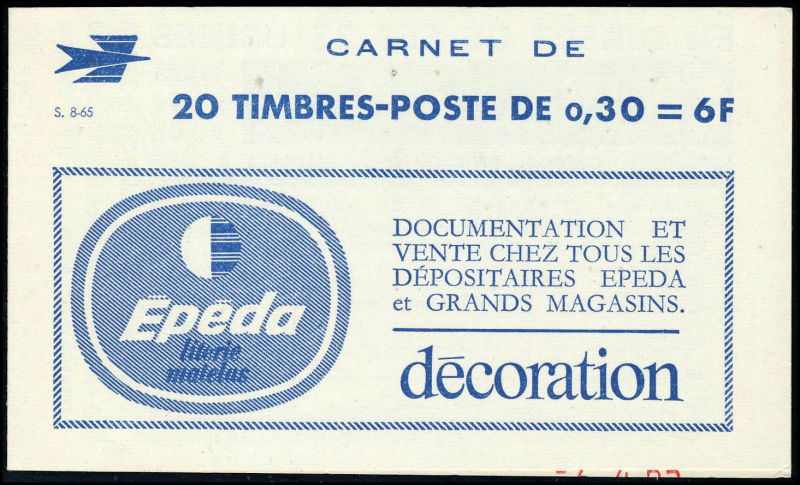 CARNET DE
S. 8-65
20 TIMBRES-POSTE DE 0,30 = 6F
Epéda
literie
matelas
DOCUMENTATION ET
VENTE CHEZ TOUS LES
DÉPOSITAIRES EPEDA
et GRANDS MAGASINS.
décoration